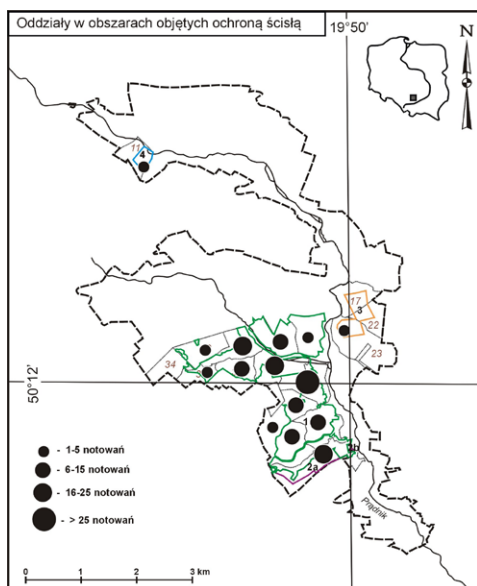 Oddziały w obszarach objętych ochroną ścisłą
19°50'
N
11
4
17
3
22
23
34
50°12'
1
2a
2b
Prądnik
- 1-5 notowań
- 6-15 notowań
- 16-25 notowań
- > 25 notowań
0 1 2 3 km